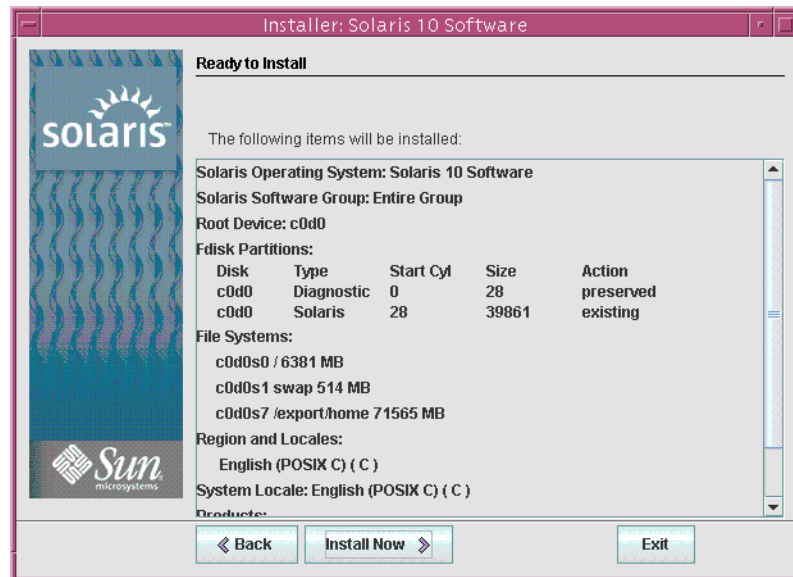 Installer: Solaris 10 Software
solaris
Ready to Install
The following items will be installed:
Solaris Operating System: Solaris 10 Software
Solaris Software Group: Entire Group
Root Device: c0d0
Fdisk Partitions:
Disk Type Start Cyl Size Action
c0d0 Diagnostic 0 28 preserved
c0d0 Solaris 28 39861 existing
File Systems:
c0d0s0 / 6381 MB
c0d0s1 swap 514 MB
c0d0s7 /export/home 71565 MB
Region and Locales:
English (POSIX C) ( C )
System Locale: English (POSIX C) ( C )
Products:
Sun
microsystems
Back Install Now Exit